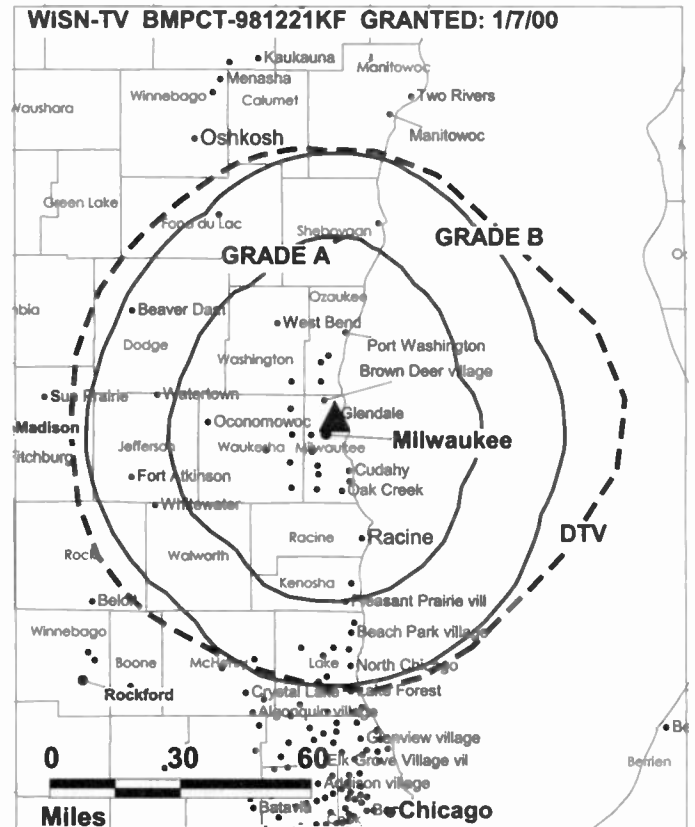 WiSN-TV BMPCT-981221KF GRANTED: 1/7/00
Kaukauna
Manitowoc
Menasha
Winnebago
Calumet
Two Rivers
Waushara
Manitowoc
Oshkosh
Green Lake
Fond du Lac
Sheboygan
GRADE B
GRADE A
Ozaukee
Beaver Dam
West Bend
Dodge
Port Washington
Washington
Brown Deer village
Sun Prairie
Watertown
Glendale
Oconomowoc
Madison
Milwaukee
Jefferson
Waukesha
Milwaukee
Fitchburg
Fort Atkinson
Cudahy
Oak Creek
Whitewater
DTV
Racine
Racine
Rock
Walworth
Kenosha
Beloit
Pleasant Prairie vill
Winnebago
Beach Park village
Boone
McHenry
Lake
North Chicago
Rockford
Crystal Lake
Lake Forest
Algonquin village
Glenview village
0 30 60
Elk Grove Village vil
Berrien
Addison village
Miles
Batavia
Chicago